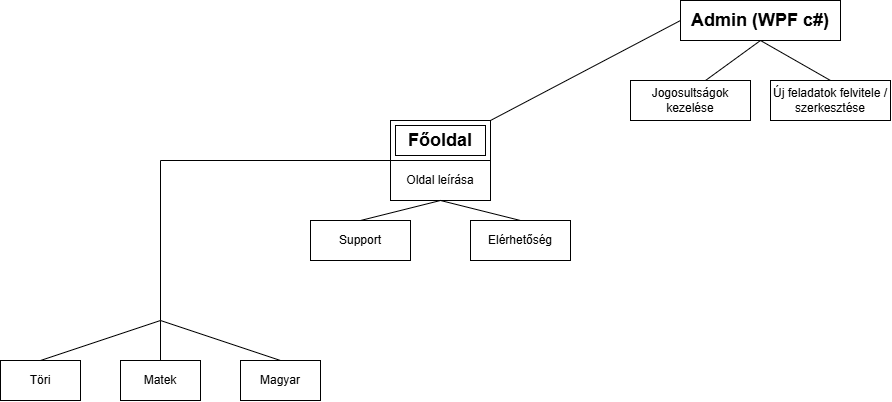 Admin (WPF c#)
Jogosultságok
kezelése
Új feladatok felvitele /
szerkesztése
Főoldal
Oldal leírása
Support
Elérhetőség
Töri
Matek
Magyar